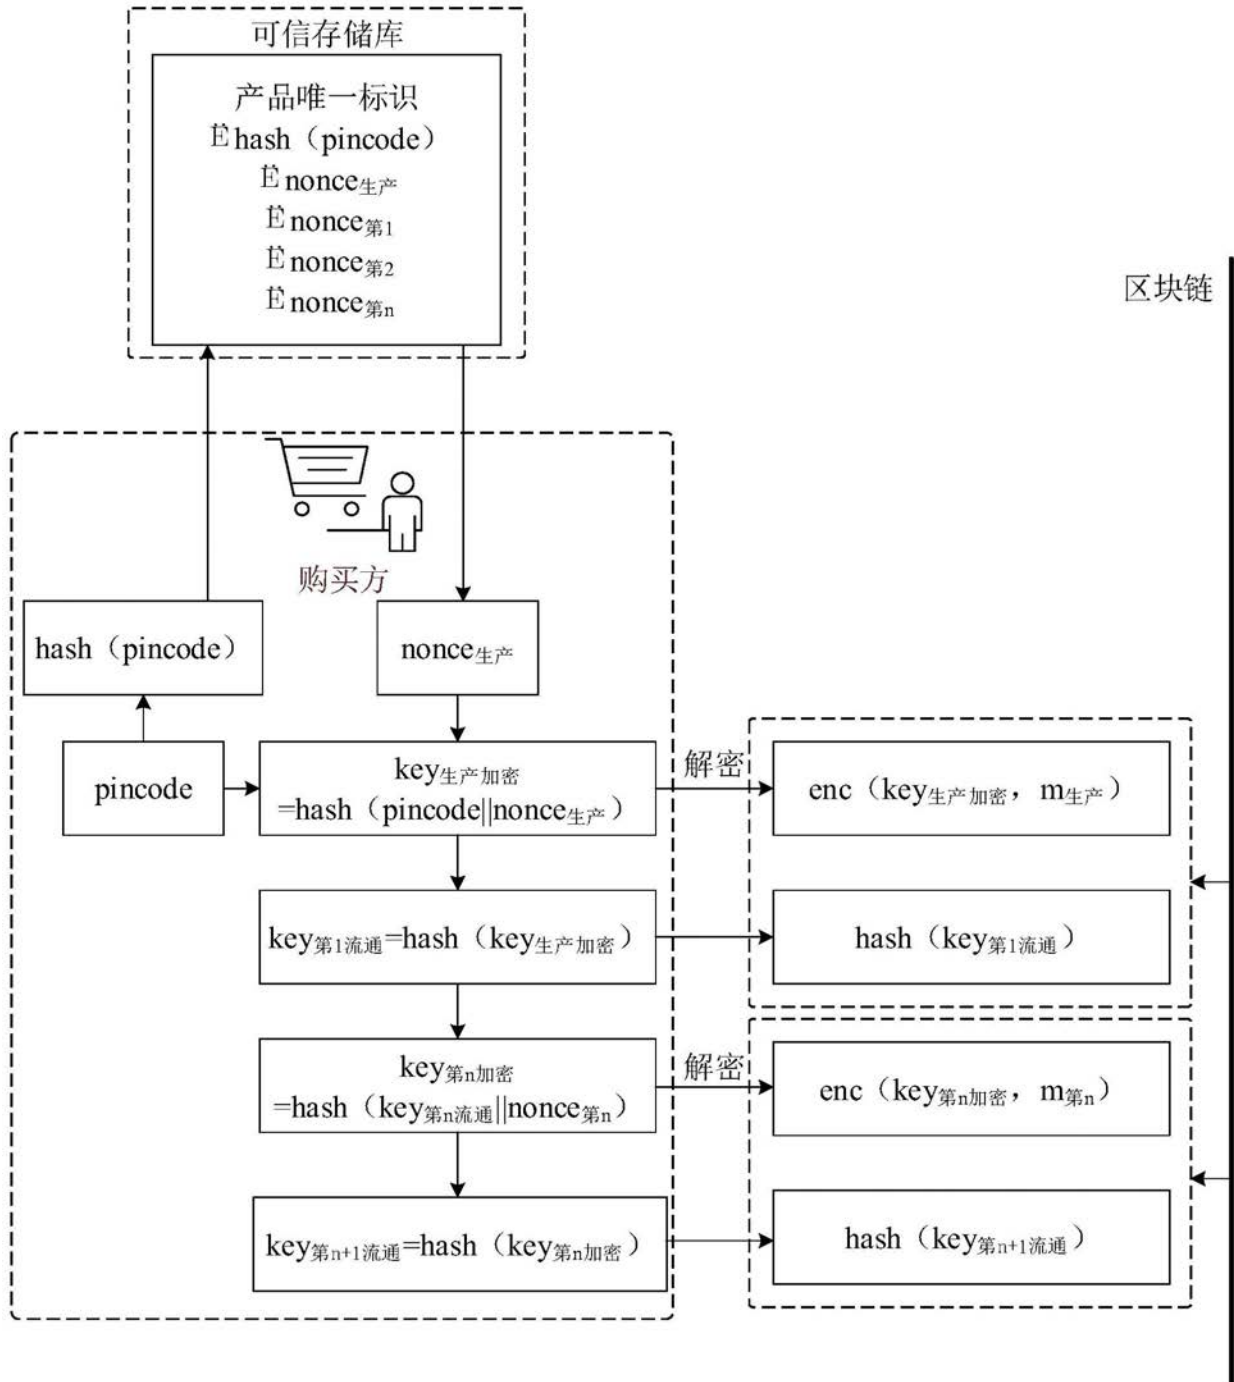 可信存储库
产品唯一标识
Ëhash（pincode）
Ënonce生产
Ënonce第1
Ënonce第2
Ënonce第n
区块链
购买方
hash（pincode）
nonce生产
pincode
key生产加密
=hash（pincode||nonce生产）
解密
enc（key生产加密，m生产）
key第1流通=hash（key生产加密）
hash（key第1流通）
key第n加密
=hash（key第n流通||nonce第n）
解密
enc（key第n加密，m第n）
key第n+1流通=hash（key第n加密）
hash（key第n+1流通）